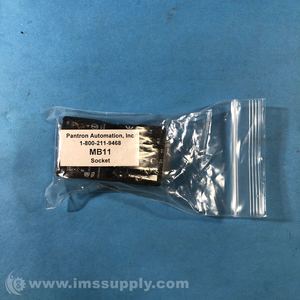 Pantron Automation, Inc
1-800-211-9468
MB11
Socket
© www.imssupply.com